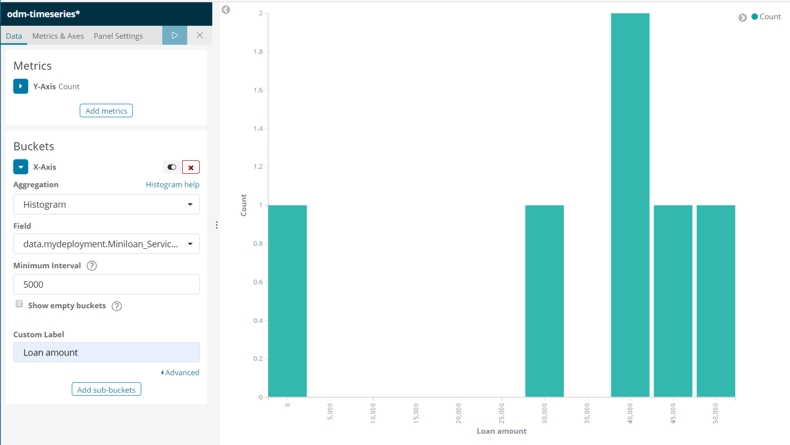 odm-timeseries*
Data Metrics & Axes Panel Settings
Metrics
Y-Axis Count
Add metrics
Buckets
X-Axis
Aggregation Histogram help
Histogram
Field
data.mydeployment.Miniloan_Servic...
Minimum Interval ?
5000
Show empty buckets ?
Custom Label
Loan amount
Advanced
Add sub-buckets
Count
2
1.8
1.6
1.4
1.2
1
0.8
0.6
0.4
0.2
0
Count
0 5,000 10,000 15,000 20,000 25,000 30,000 35,000 40,000 45,000 50,000
Loan amount